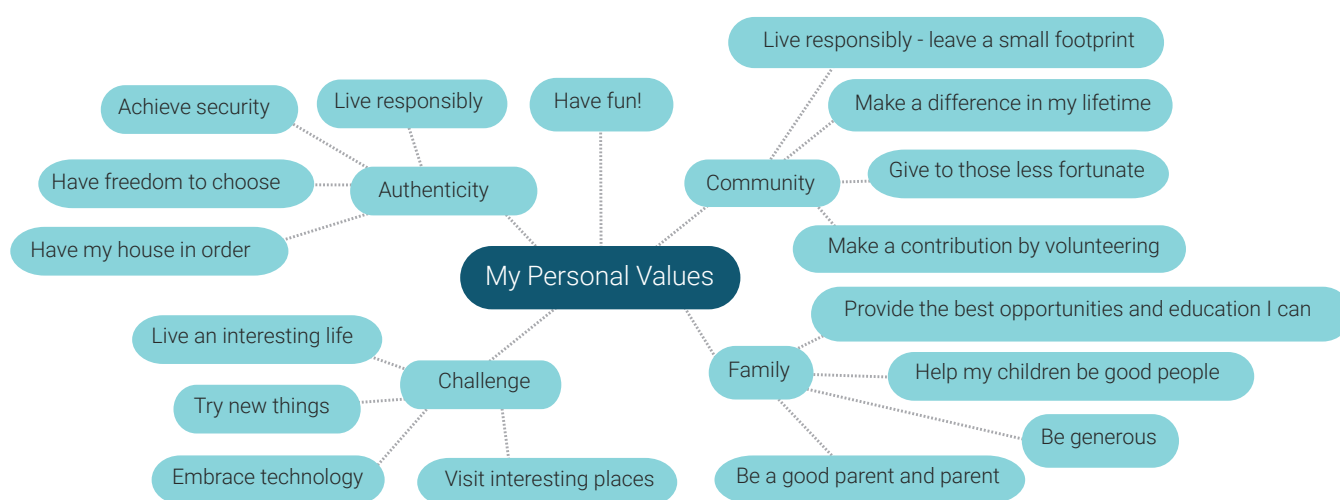 Live responsibly - leave a small footprint
Achieve security
Live responsibly
Have fun!
Make a difference in my lifetime
Have freedom to choose
Authenticity
Community
Give to those less fortunate
Have my house in order
Make a contribution by volunteering
My Personal Values
Provide the best opportunities and education I can
Live an interesting life
Challenge
Family
Help my children be good people
Try new things
Be generous
Embrace technology
Visit interesting places
Be a good parent and parent